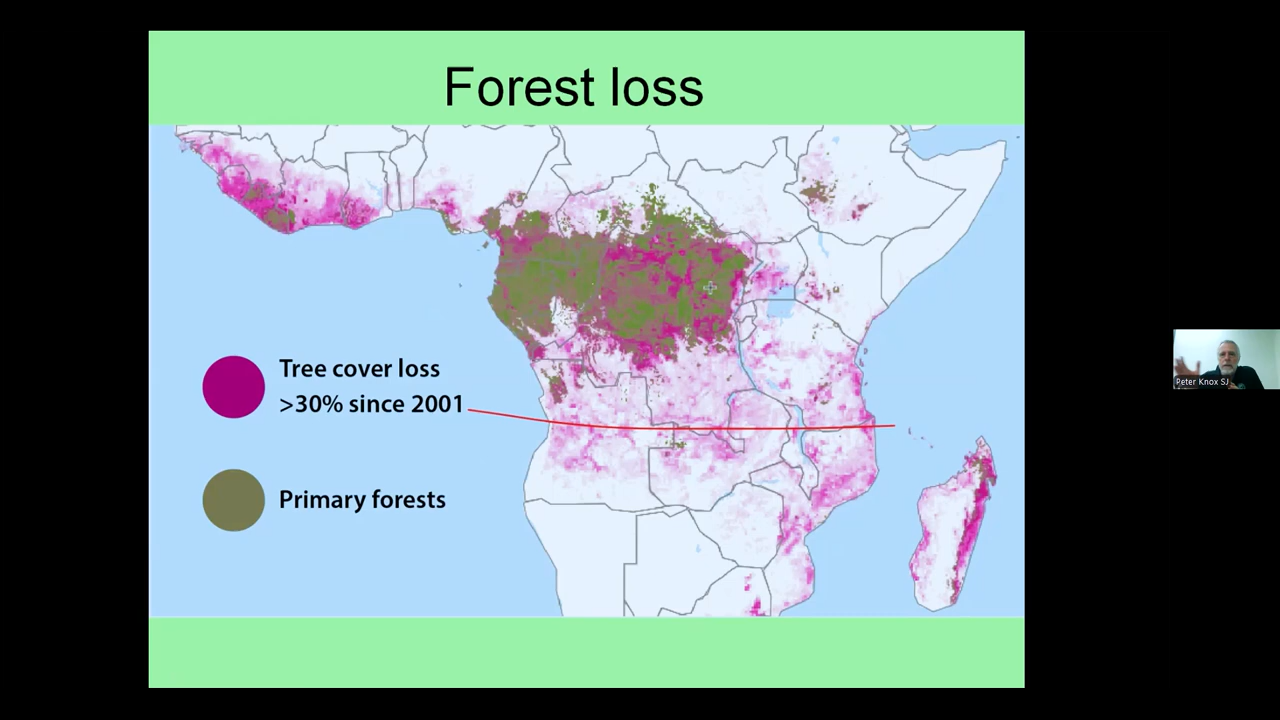 Forest loss
Tree cover loss
>30% since 2001
Primary forests
Peter Knox SJ